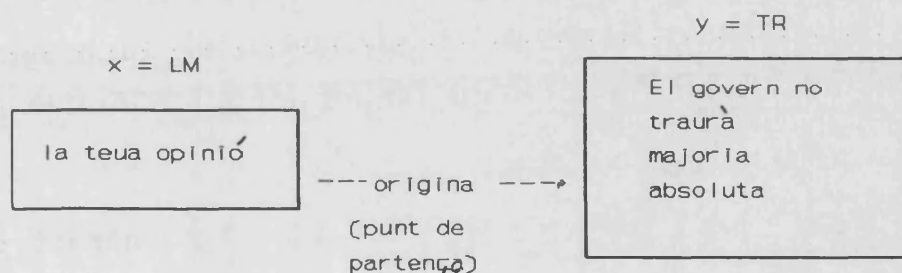 y = TR
x = LM
El govern no
traurà
majoria
absoluta
la teua opinió
---origina --->
(punt de
partença)